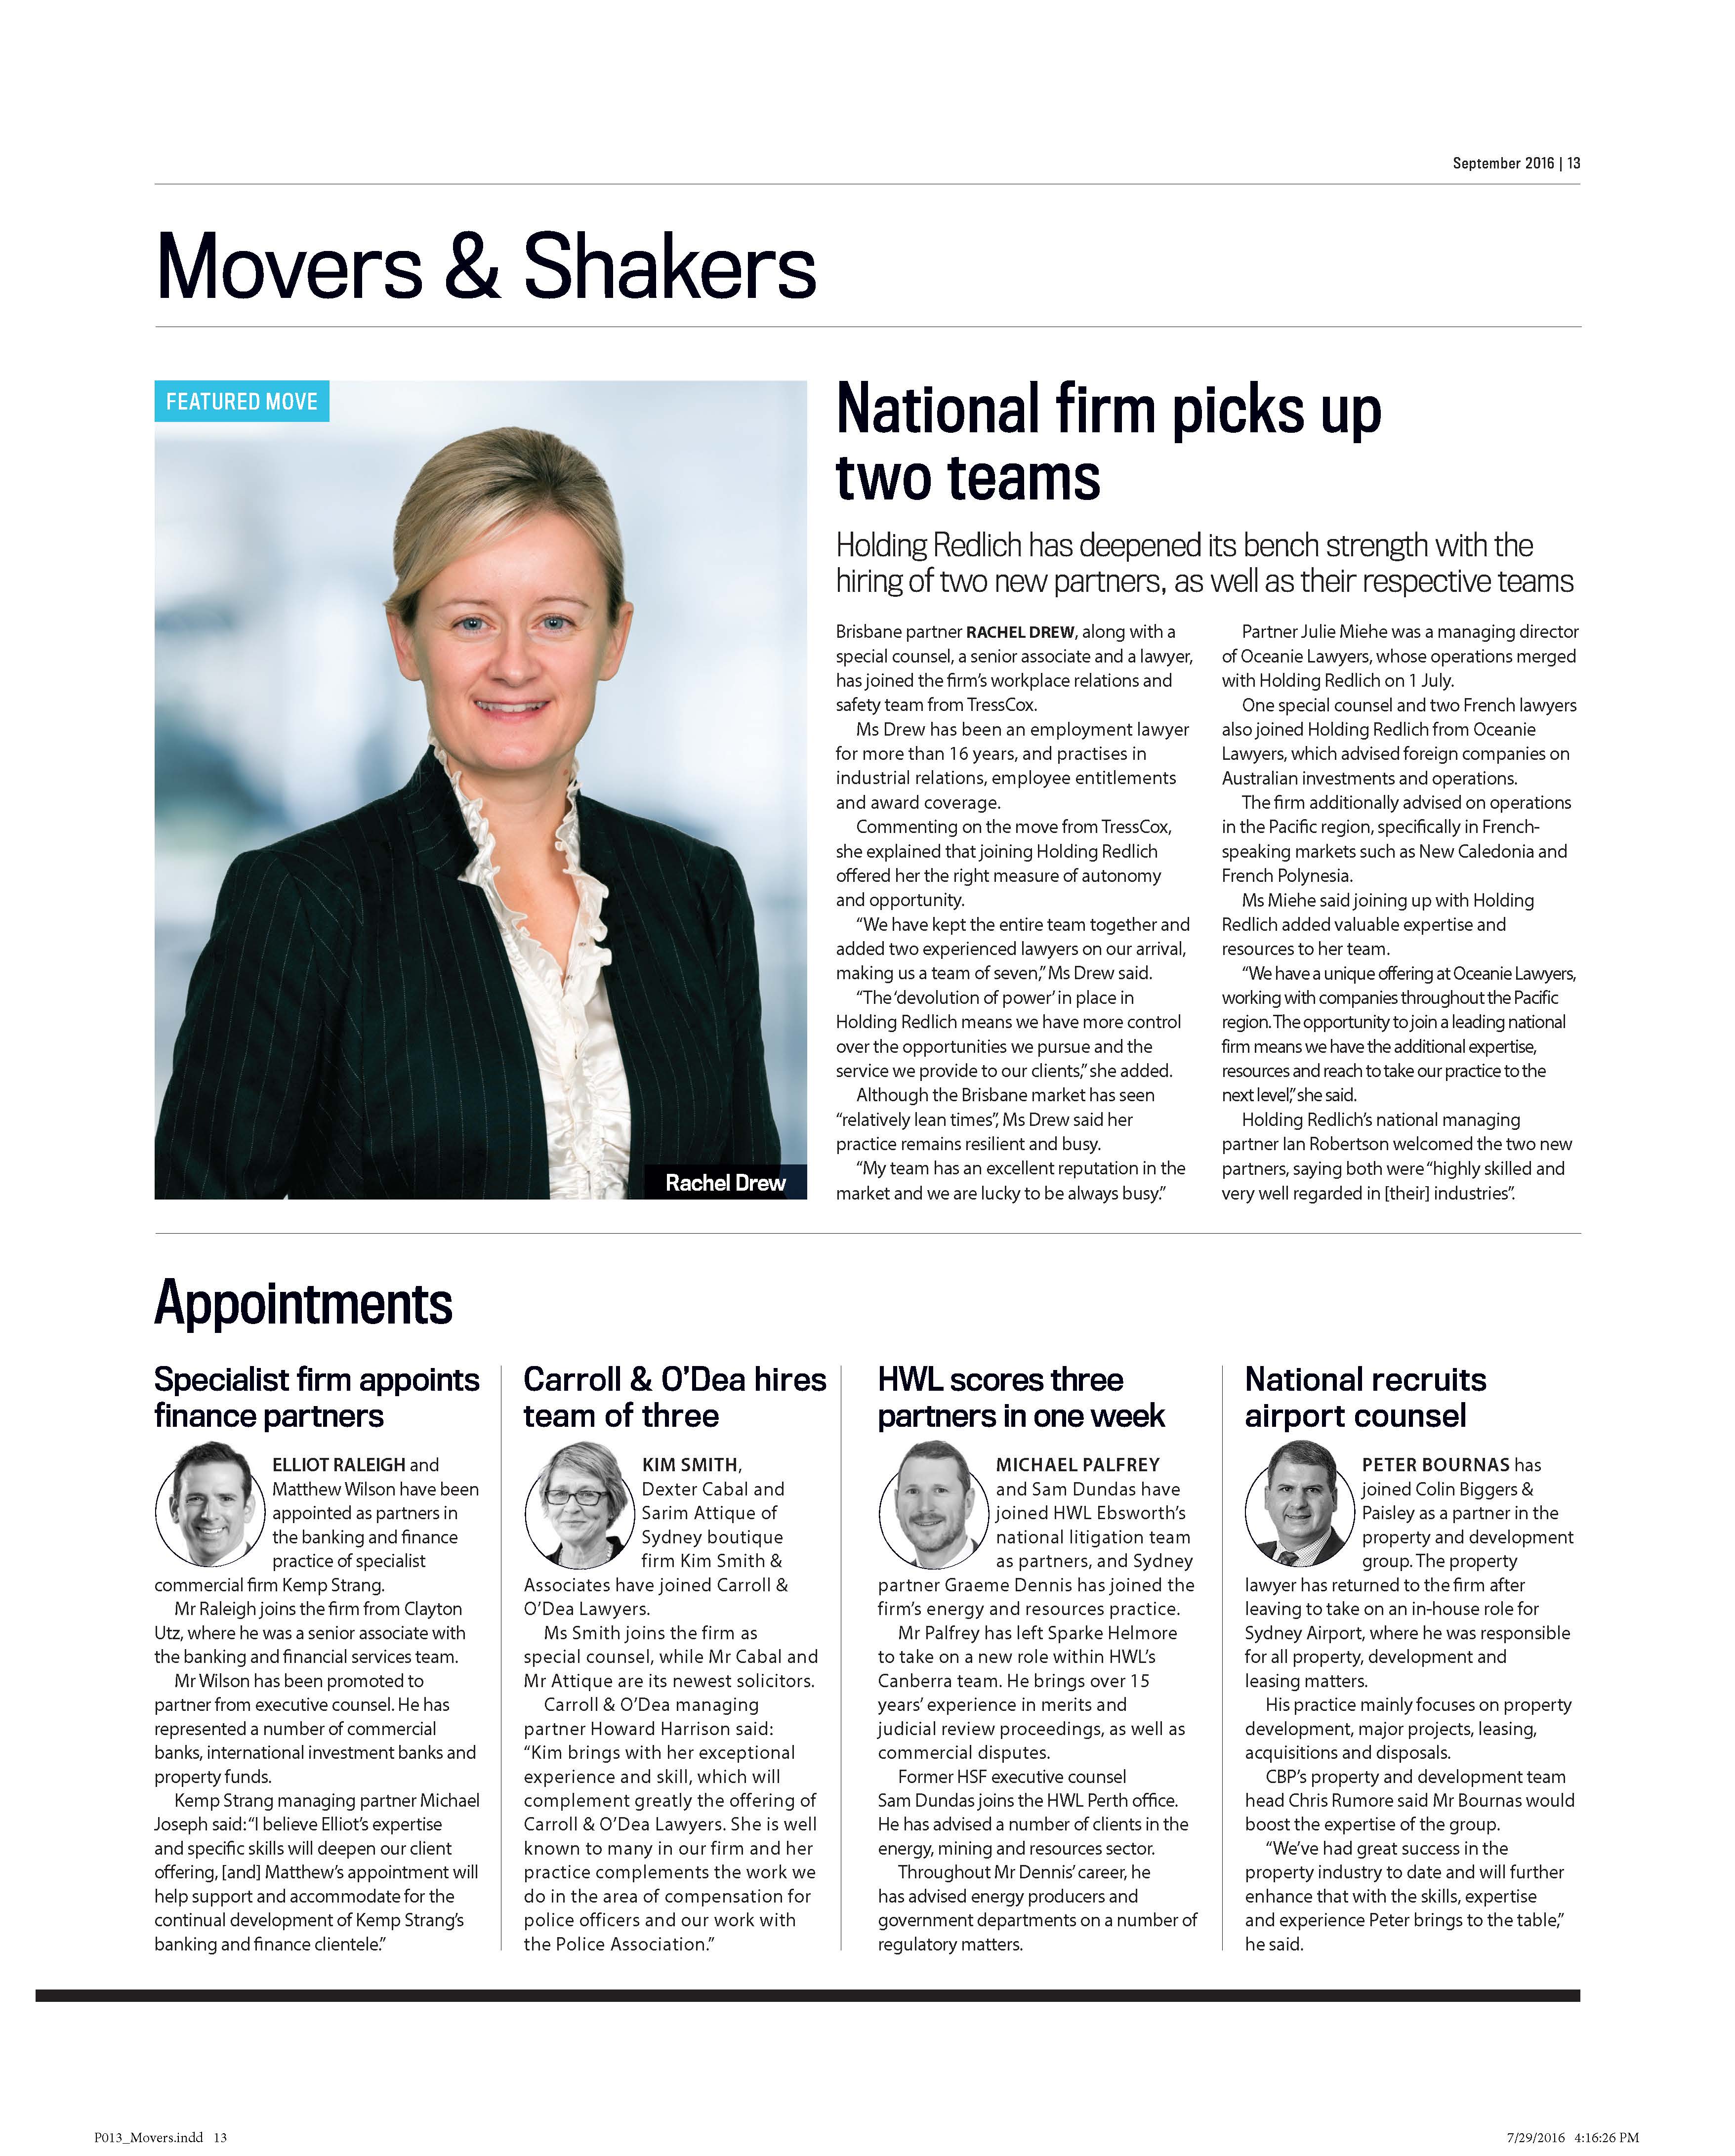 September 2016 | 13
Movers & Shakers
FEATURED MOVE
Rachel Drew
National firm picks up
two teams
Holding Redlich has deepened its bench strength with the
hiring of two new partners, as well as their respective teams
Brisbane partner RACHEL DREW, along with a
special counsel, a senior associate and a lawyer,
has joined the firm’s workplace relations and
safety team from TressCox.
Ms Drew has been an employment lawyer
for more than 16 years, and practises in
industrial relations, employee entitlements
and award coverage.
Commenting on the move from TressCox,
she explained that joining Holding Redlich
offered her the right measure of autonomy
and opportunity.
“We have kept the entire team together and
added two experienced lawyers on our arrival,
making us a team of seven,” Ms Drew said.
“The ‘devolution of power’ in place in
Holding Redlich means we have more control
over the opportunities we pursue and the
service we provide to our clients,” she added.
Although the Brisbane market has seen
“relatively lean times”, Ms Drew said her
practice remains resilient and busy.
“My team has an excellent reputation in the
market and we are lucky to be always busy.”
Partner Julie Miehe was a managing director
of Oceanie Lawyers, whose operations merged
with Holding Redlich on 1 July.
One special counsel and two French lawyers
also joined Holding Redlich from Oceanie
Lawyers, which advised foreign companies on
Australian investments and operations.
The firm additionally advised on operations
in the Pacific region, specifically in French-
speaking markets such as New Caledonia and
French Polynesia.
Ms Miehe said joining up with Holding
Redlich added valuable expertise and
resources to her team.
“We have a unique offering at Oceanie Lawyers,
working with companies throughout the Pacific
region. The opportunity to join a leading national
firm means we have the additional expertise,
resources and reach to take our practice to the
next level,” she said.
Holding Redlich’s national managing
partner Ian Robertson welcomed the two new
partners, saying both were “highly skilled and
very well regarded in [their] industries”.
Appointments
Specialist firm appoints
finance partners
ELLIOT RALEIGH and
Matthew Wilson have been
appointed as partners in
the banking and finance
practice of specialist
commercial firm Kemp Strang.
Mr Raleigh joins the firm from Clayton
Utz, where he was a senior associate with
the banking and financial services team.
Mr Wilson has been promoted to
partner from executive counsel. He has
represented a number of commercial
banks, international investment banks and
property funds.
Kemp Strang managing partner Michael
Joseph said: “I believe Elliot’s expertise
and specific skills will deepen our client
offering, [and] Matthew’s appointment will
help support and accommodate for the
continual development of Kemp Strang’s
banking and finance clientele.”
Carroll & O’Dea hires
team of three
KIM SMITH,
Dexter Cabal and
Sarim Attique of
Sydney boutique
firm Kim Smith &
Associates have joined Carroll &
O’Dea Lawyers.
Ms Smith joins the firm as
special counsel, while Mr Cabal and
Mr Attique are its newest solicitors.
Carroll & O’Dea managing
partner Howard Harrison said:
“Kim brings with her exceptional
experience and skill, which will
complement greatly the offering of
Carroll & O’Dea Lawyers. She is well
known to many in our firm and her
practice complements the work we
do in the area of compensation for
police officers and our work with
the Police Association.”
HWL scores three
partners in one week
MICHAEL PALFREY
and Sam Dundas have
joined HWL Ebsworth’s
national litigation team
as partners, and Sydney
partner Graeme Dennis has joined the
firm’s energy and resources practice.
Mr Palfrey has left Sparke Helmore
to take on a new role within HWL’s
Canberra team. He brings over 15
years’ experience in merits and
judicial review proceedings, as well as
commercial disputes.
Former HSF executive counsel
Sam Dundas joins the HWL Perth office.
He has advised a number of clients in the
energy, mining and resources sector.
Throughout Mr Dennis’ career, he
has advised energy producers and
government departments on a number of
regulatory matters.
National recruits
airport counsel
PETER BOURNAS has
joined Colin Biggers &
Paisley as a partner in the
property and development
group. The property
lawyer has returned to the firm after
leaving to take on an in-house role for
Sydney Airport, where he was responsible
for all property, development and
leasing matters.
His practice mainly focuses on property
development, major projects, leasing,
acquisitions and disposals.
CBP’s property and development team
head Chris Rumore said Mr Bournas would
boost the expertise of the group.
“We’ve had great success in the
property industry to date and will further
enhance that with the skills, expertise
and experience Peter brings to the table,”
he said.
P013_Movers.indd 13
7/29/2016 4:16:26 PM